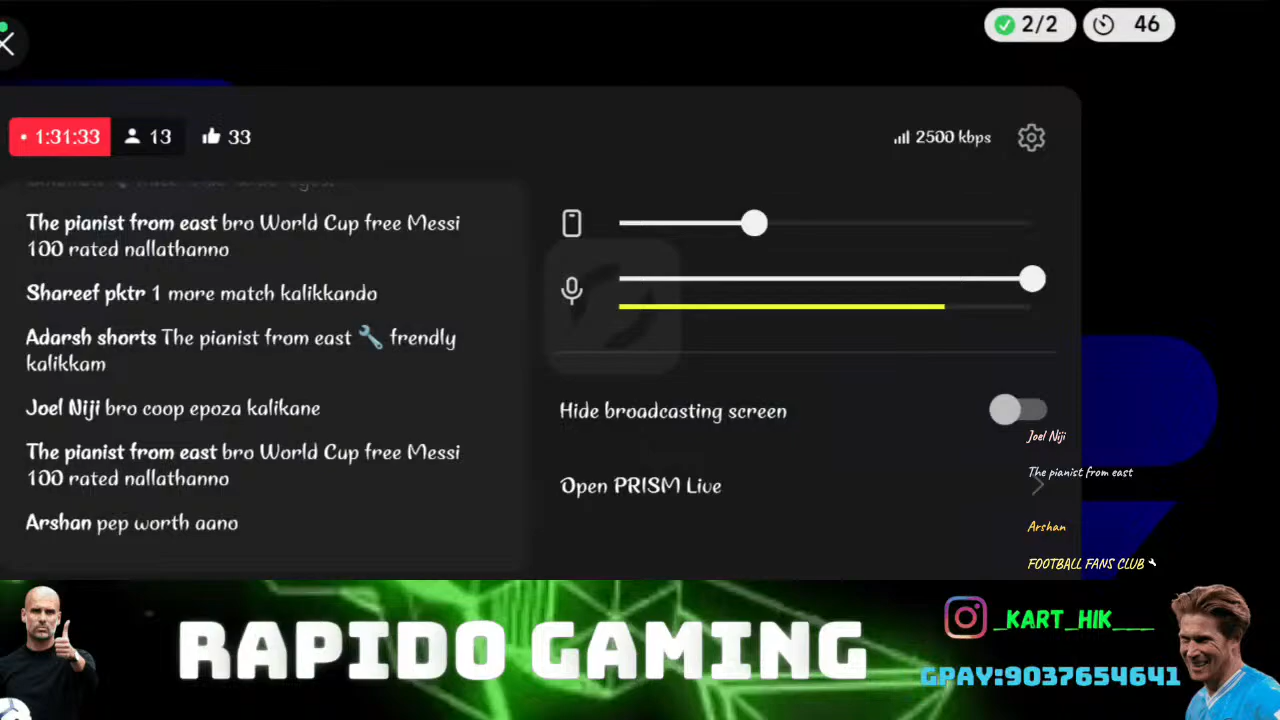 2/2 46
1:31:33 13 33
2500 kbps
The pianist from east bro World Cup free Messi
100 rated nallathanno
Shareef pktr 1 more match kalikkando
Adarsh shorts The pianist from east 🔧 frendly
kalikkam
Joel Niji bro coop epoza kalikane
The pianist from east bro World Cup free Messi
100 rated nallathanno
Arshan pep worth aano
Hide broadcasting screen
Open PRISM Live
Joel Niji
The pianist from east
Arshan
FOOTBALL FANS CLUB
RAPIDO GAMING
_KART_HIK___
GPAY:9037654641